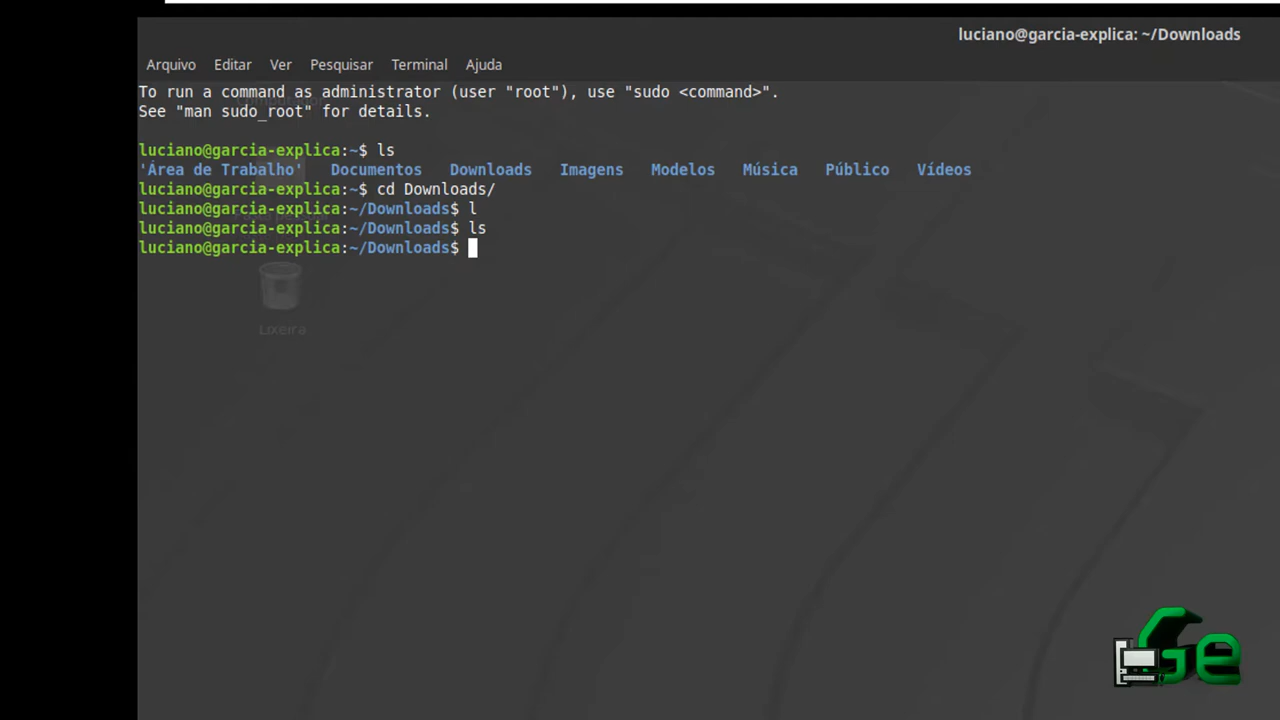 luciano@garcia-explica: ~/Downloads
Arquivo Editar Ver Pesquisar Terminal Ajuda
To run a command as administrator (user "root"), use "sudo <command>".
See "man sudo_root" for details.
luciano@garcia-explica:~$ ls
'Área de Trabalho' Documentos Downloads Imagens Modelos Música Público Vídeos
luciano@garcia-explica:~$ cd Downloads/
luciano@garcia-explica:~/Downloads$ l
luciano@garcia-explica:~/Downloads$ ls
luciano@garcia-explica:~/Downloads$
Lixeira
Ge